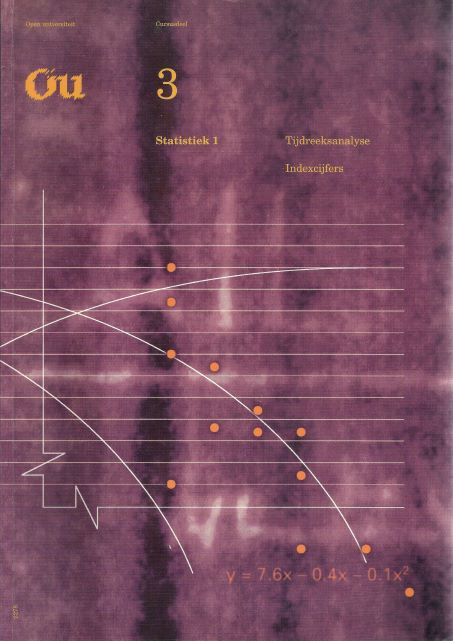 Open universiteit
Cursusdeel
Ou
3
Statistiek 1
Tijdreeksanalyse
Indexcijfers
y = 7.6x – 0.4x – 0.1x²